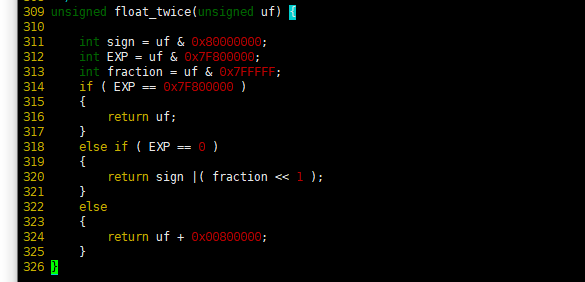 309 unsigned float_twice(unsigned uf) {
310
311     int sign = uf & 0x80000000;
312     int EXP = uf & 0x7F800000;
313     int fraction = uf & 0x7FFFFF;
314     if ( EXP == 0x7F800000 )
315     {
316         return uf;
317     }
318     else if ( EXP == 0 )
319     {
320         return sign |( fraction << 1 );
321     }
322     else
323     {
324         return uf + 0x00800000;
325     }
326 }